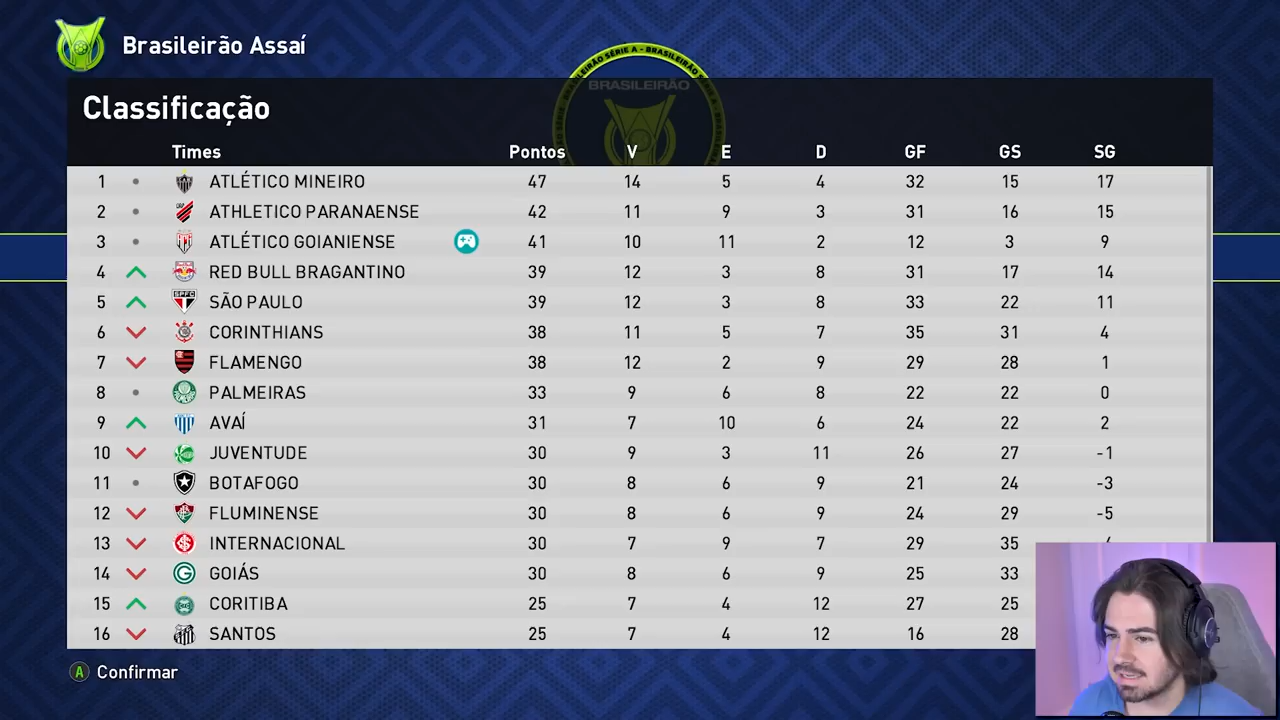 Brasileirão Assaí
BRASILEIRÃO SÉRIE A - BRASILEIRÃO
BRASILEIRÃO
Classificação
Times Pontos V E D GF GS SG
1 ATLÉTICO MINEIRO 47 14 5 4 32 15 17
2 ATHLETICO PARANAENSE 42 11 9 3 31 16 15
3 ATLÉTICO GOIANIENSE 41 10 11 2 12 3 9
4 RED BULL BRAGANTINO 39 12 3 8 31 17 14
5 SÃO PAULO 39 12 3 8 33 22 11
6 CORINTHIANS 38 11 5 7 35 31 4
7 FLAMENGO 38 12 2 9 29 28 1
8 PALMEIRAS 33 9 6 8 22 22 0
9 AVAÍ 31 7 10 6 24 22 2
10 JUVENTUDE 30 9 3 11 26 27 -1
11 BOTAFOGO 30 8 6 9 21 24 -3
12 FLUMINENSE 30 8 6 9 24 29 -5
13 INTERNACIONAL 30 7 9 7 29 35
14 GOIÁS 30 8 6 9 25 33
15 CORITIBA 25 7 4 12 27 25
16 SANTOS 25 7 4 12 16 28
A Confirmar